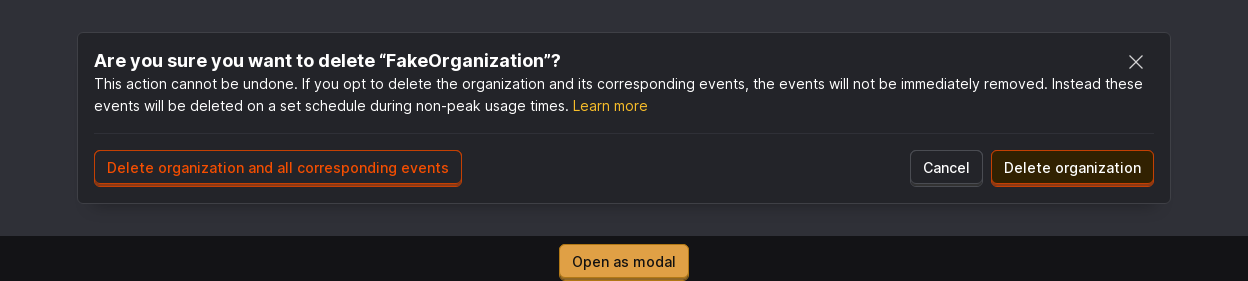 Are you sure you want to delete “FakeOrganization”?
This action cannot be undone. If you opt to delete the organization and its corresponding events, the events will not be immediately removed. Instead these
events will be deleted on a set schedule during non-peak usage times. Learn more
Delete organization and all corresponding events
Cancel
Delete organization
Open as modal